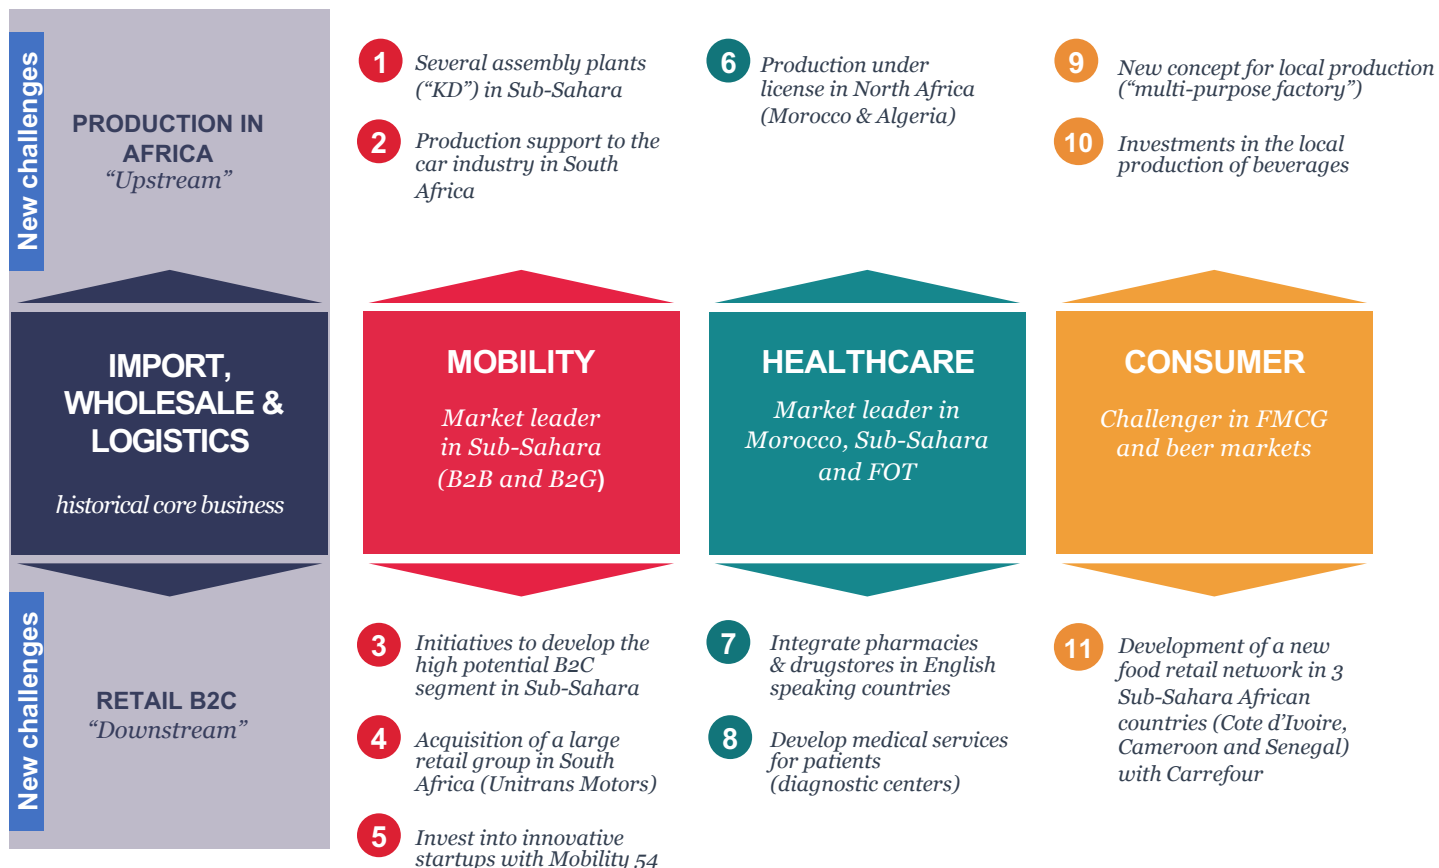 New challenges
PRODUCTION IN
AFRICA
“Upstream”
1
Several assembly plants
(“KD”) in Sub-Sahara
2
Production support to the
car industry in South
Africa
6
Production under
license in North Africa
(Morocco & Algeria)
9
New concept for local production
(“multi-purpose factory”)
10
Investments in the local
production of beverages
IMPORT,
WHOLESALE &
LOGISTICS
historical core business
MOBILITY
Market leader
in Sub-Sahara
(B2B and B2G)
HEALTHCARE
Market leader in
Morocco, Sub-Sahara
and FOT
CONSUMER
Challenger in FMCG
and beer markets
New challenges
RETAIL B2C
“Downstream”
3
Initiatives to develop the
high potential B2C
segment in Sub-Sahara
4
Acquisition of a large
retail group in South
Africa (Unitrans Motors)
5
Invest into innovative
startups with Mobility 54
7
Integrate pharmacies
& drugstores in English
speaking countries
8
Develop medical services
for patients
(diagnostic centers)
11
Development of a new
food retail network in 3
Sub-Sahara African
countries (Cote d’Ivoire,
Cameroon and Senegal)
with Carrefour